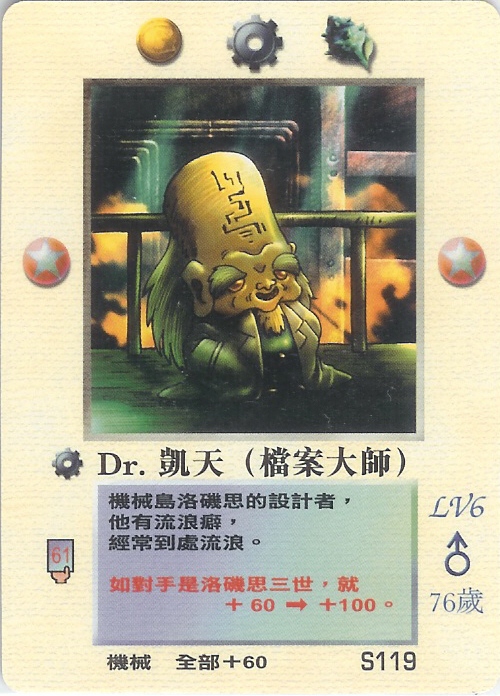 Dr. 凱天（檔案大師）
機械島洛磯思的設計者，
他有流浪癖，
經常到處流浪。
如對手是洛磯思三世，就
＋60 ➡ ＋100。
61
LV6
♂
76歲
機械　全部＋60
S119